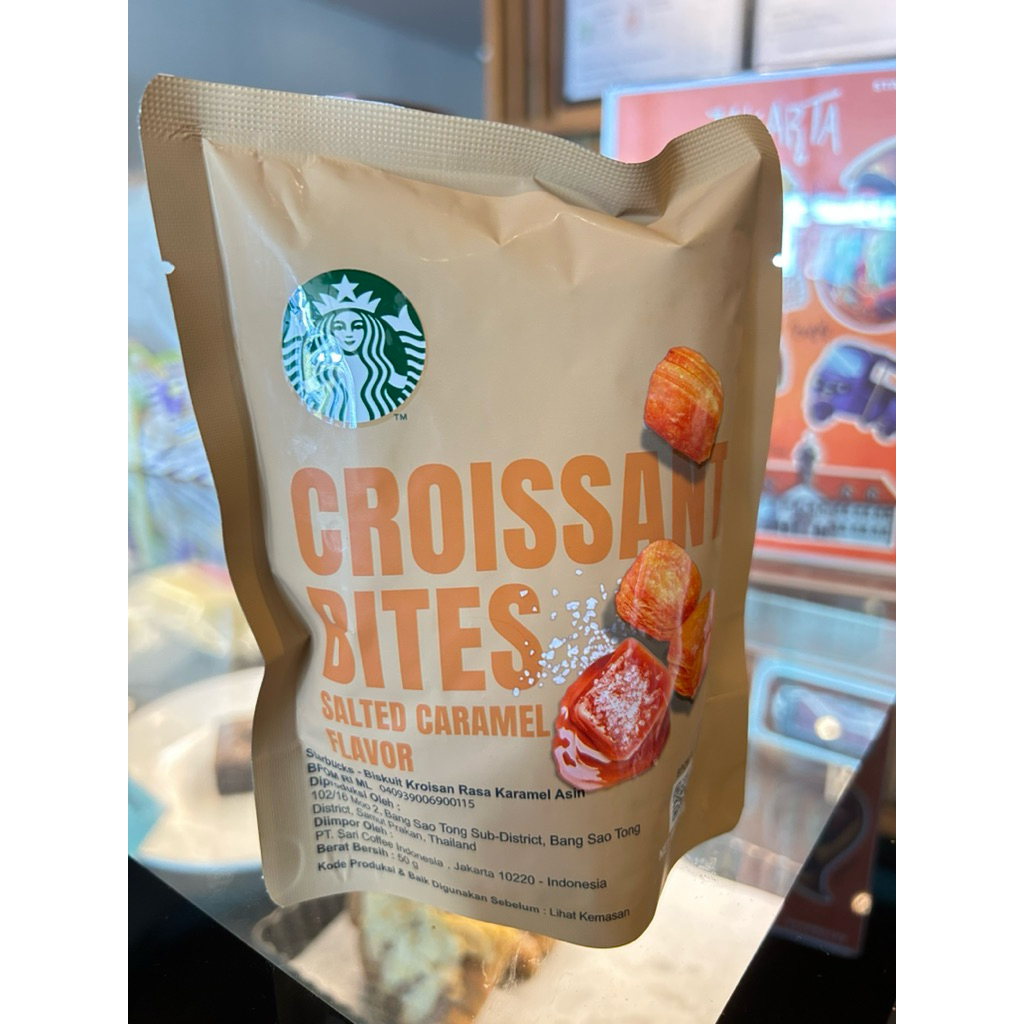 TM
CROISSANT
BITES
SALTED CARAMEL
FLAVOR
Starbucks - Biskuit Kroisan Rasa Karamel Asin
BPOM RI ML 040939006900115
Diproduksi Oleh :
102/16 Moo 2, Bang Sao Tong Sub-District, Bang Sao Tong
District, Samut Prakan, Thailand
Diimpor Oleh :
PT. Sari Coffee Indonesia , Jakarta 10220 - Indonesia
Berat Bersih : 50 g
Kode Produksi & Baik Digunakan Sebelum : Lihat Kemasan